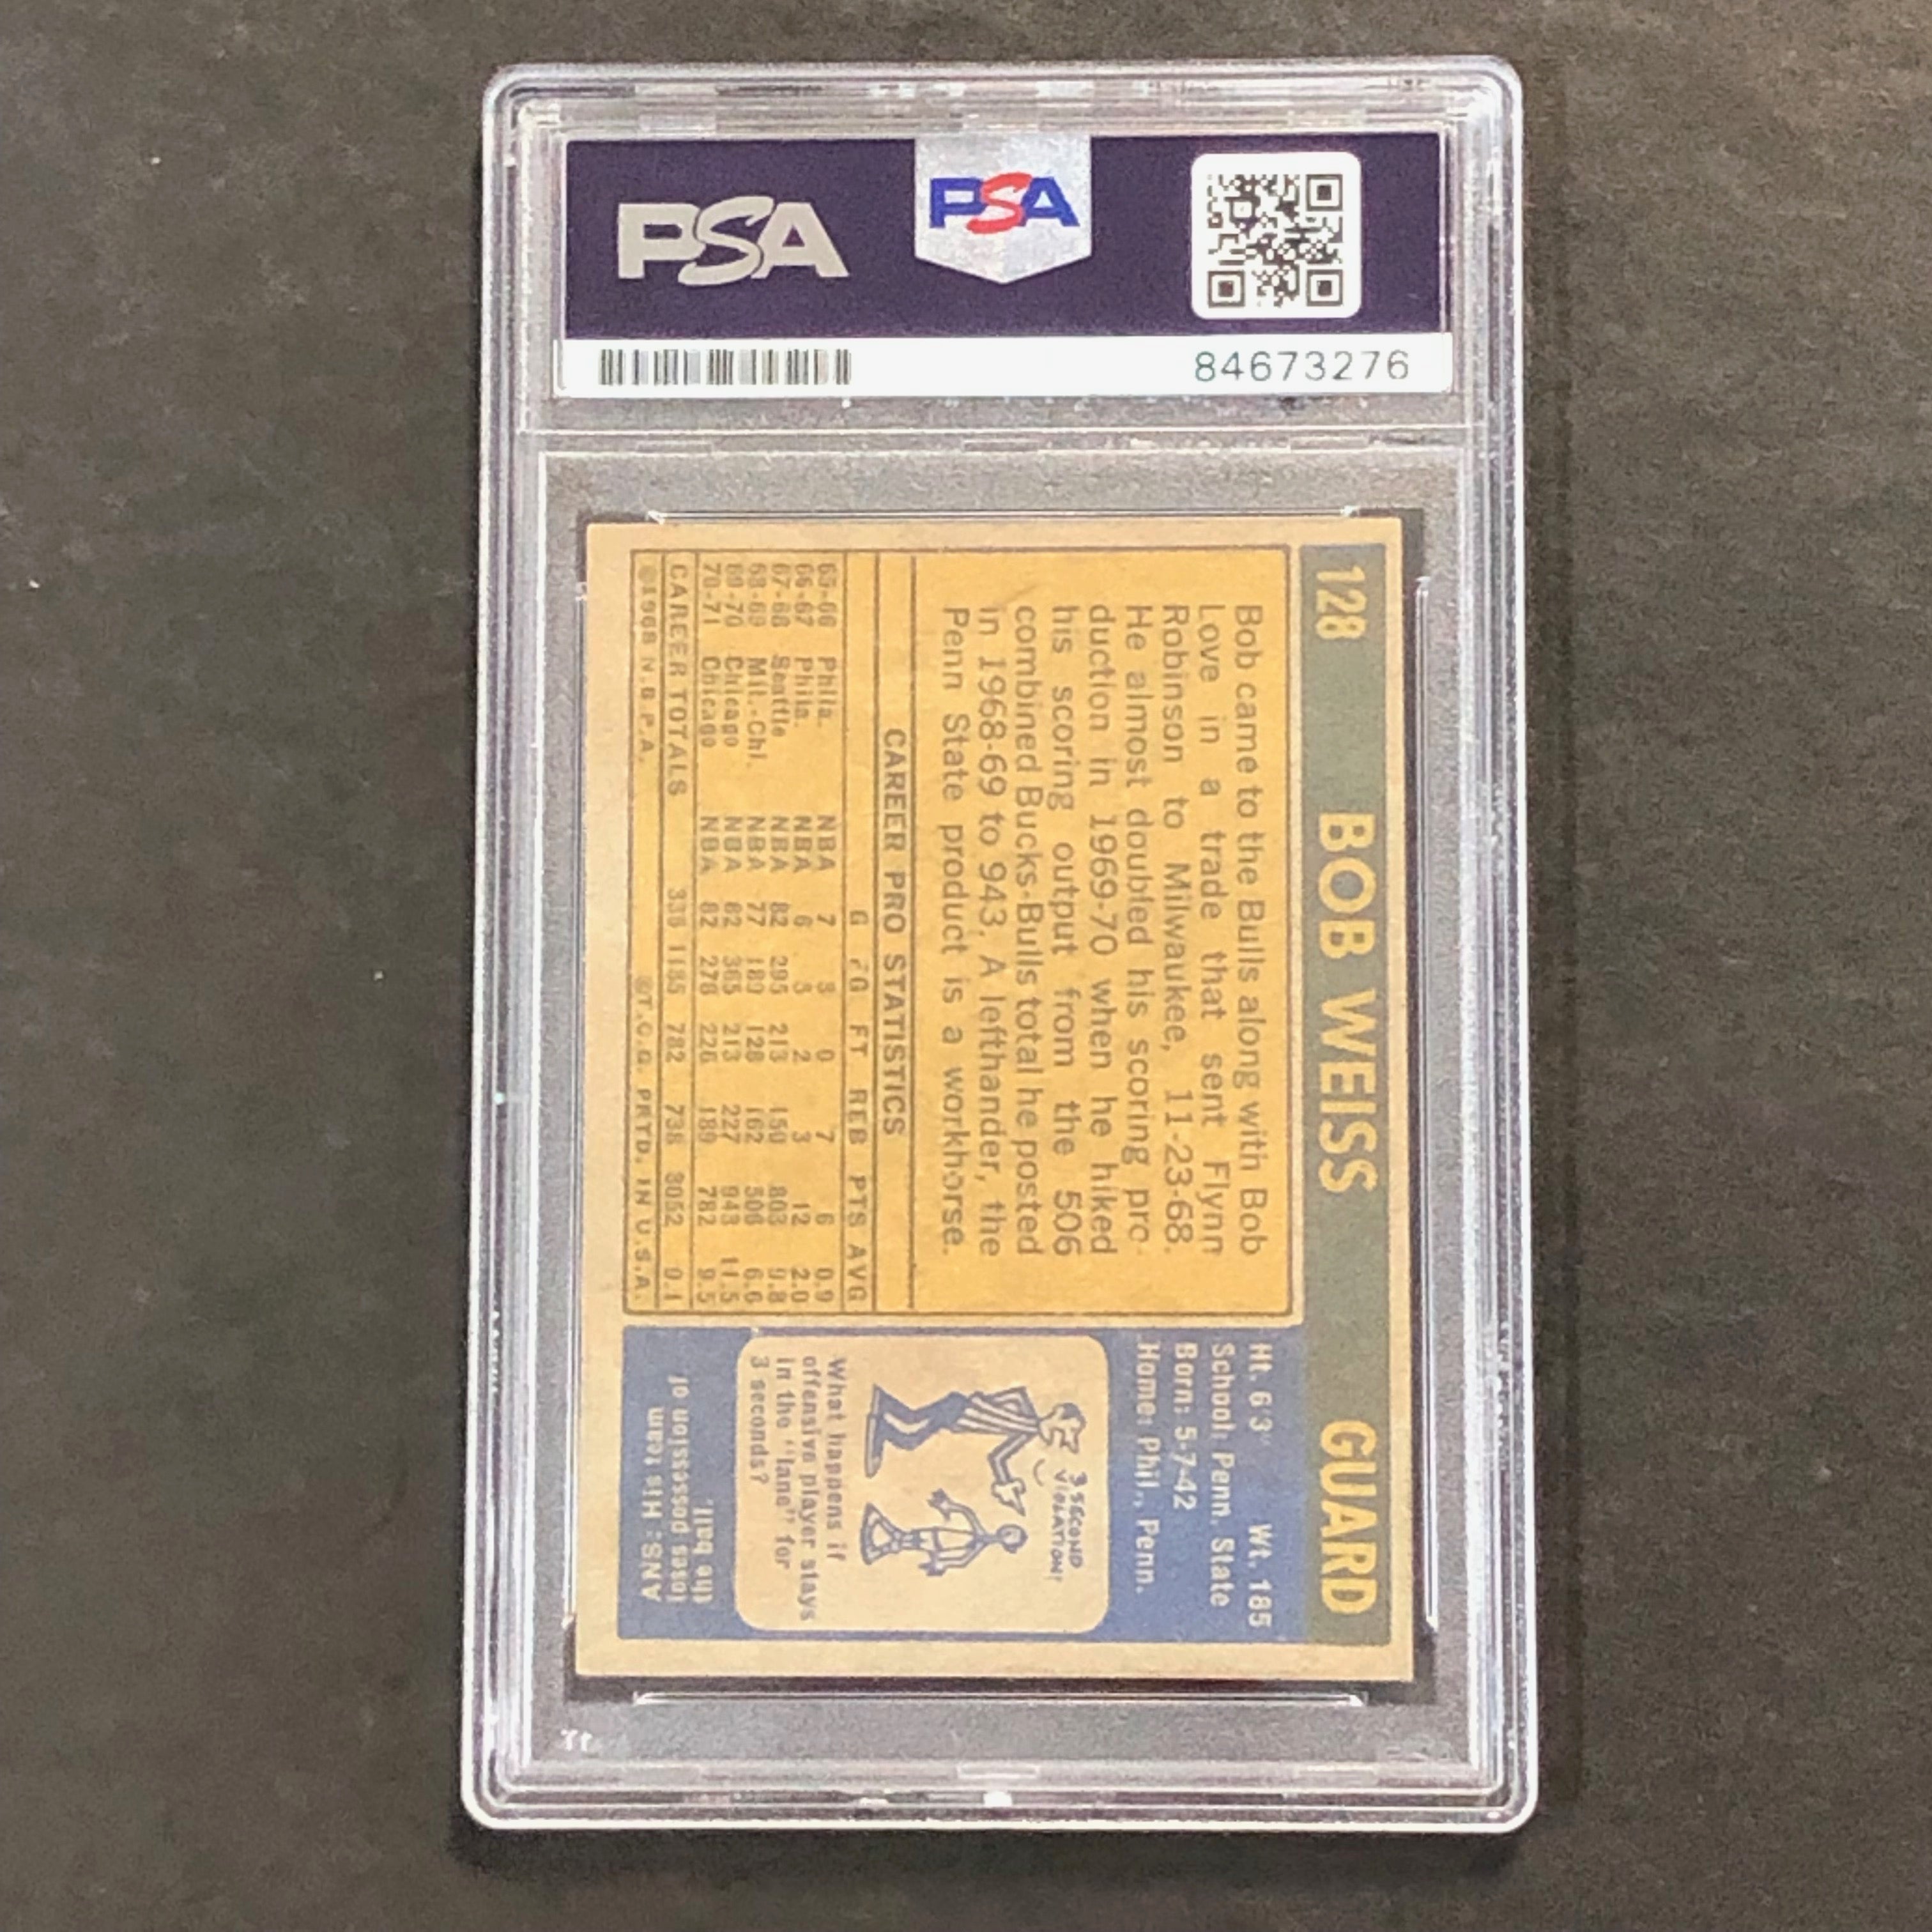 PSA
PSA
84673276
128 BOB WEISS GUARD
Bob came to the Bulls along with Bob
Love in a trade that sent Flynn
Robinson to Milwaukee, 11-23-68.
He almost doubled his scoring pro-
duction in 1969-70 when he hiked
his scoring output from the 506
combined Bucks-Bulls total he posted
in 1968-69 to 943. A lefthander, the
Penn State product is a workhorse.
CAREER PRO STATISTICS
G FG FT REB PTS AVG
65-66 Phila. NBA 7 3 0 7 6 0.9
66-67 Phila. NBA 6 5 2 3 12 2.0
67-68 Seattle NBA 82 295 213 150 803 9.8
68-69 Mil.-Chi. NBA 77 189 128 162 506 6.6
69-70 Chicago NBA 82 365 213 227 943 11.5
70-71 Chicago NBA 82 278 226 189 782 9.5
CAREER TOTALS 336 1135 782 738 3052 9.1
©1968 N.B.P.A. ©T.C.G. PRTD. IN U.S.A.
Ht. 6'3" Wt. 185
School: Penn. State
Born: 5-7-42
Home: Phil., Penn.
3 SECOND
VIOLATION!
What happens if
offensive player stays
in the "lane" for
3 seconds?
ANS: His team
loses possession of
the ball.